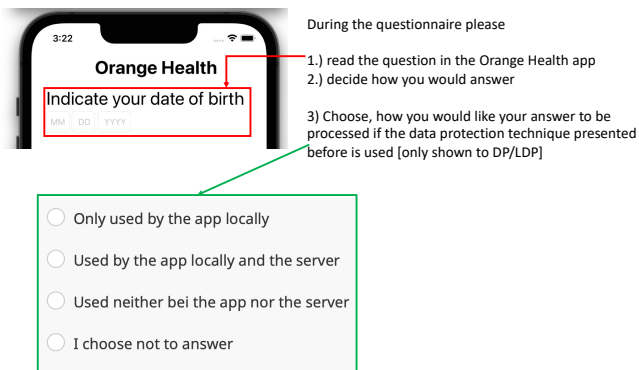 3:22
Orange Health
Indicate your date of birth
MM DD YYYY
During the questionnaire please
1.) read the question in the Orange Health app
2.) decide how you would answer
3) Choose, how you would like your answer to be
processed if the data protection technique presented
before is used [only shown to DP/LDP]
Only used by the app locally
Used by the app locally and the server
Used neither bei the app nor the server
I choose not to answer